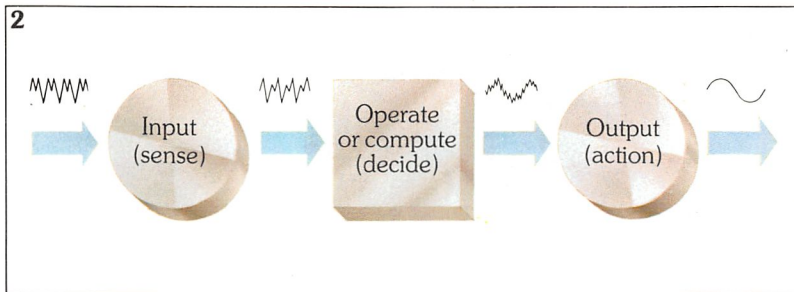 2
Input
(sense)
Operate
or compute
(decide)
Output
(action)